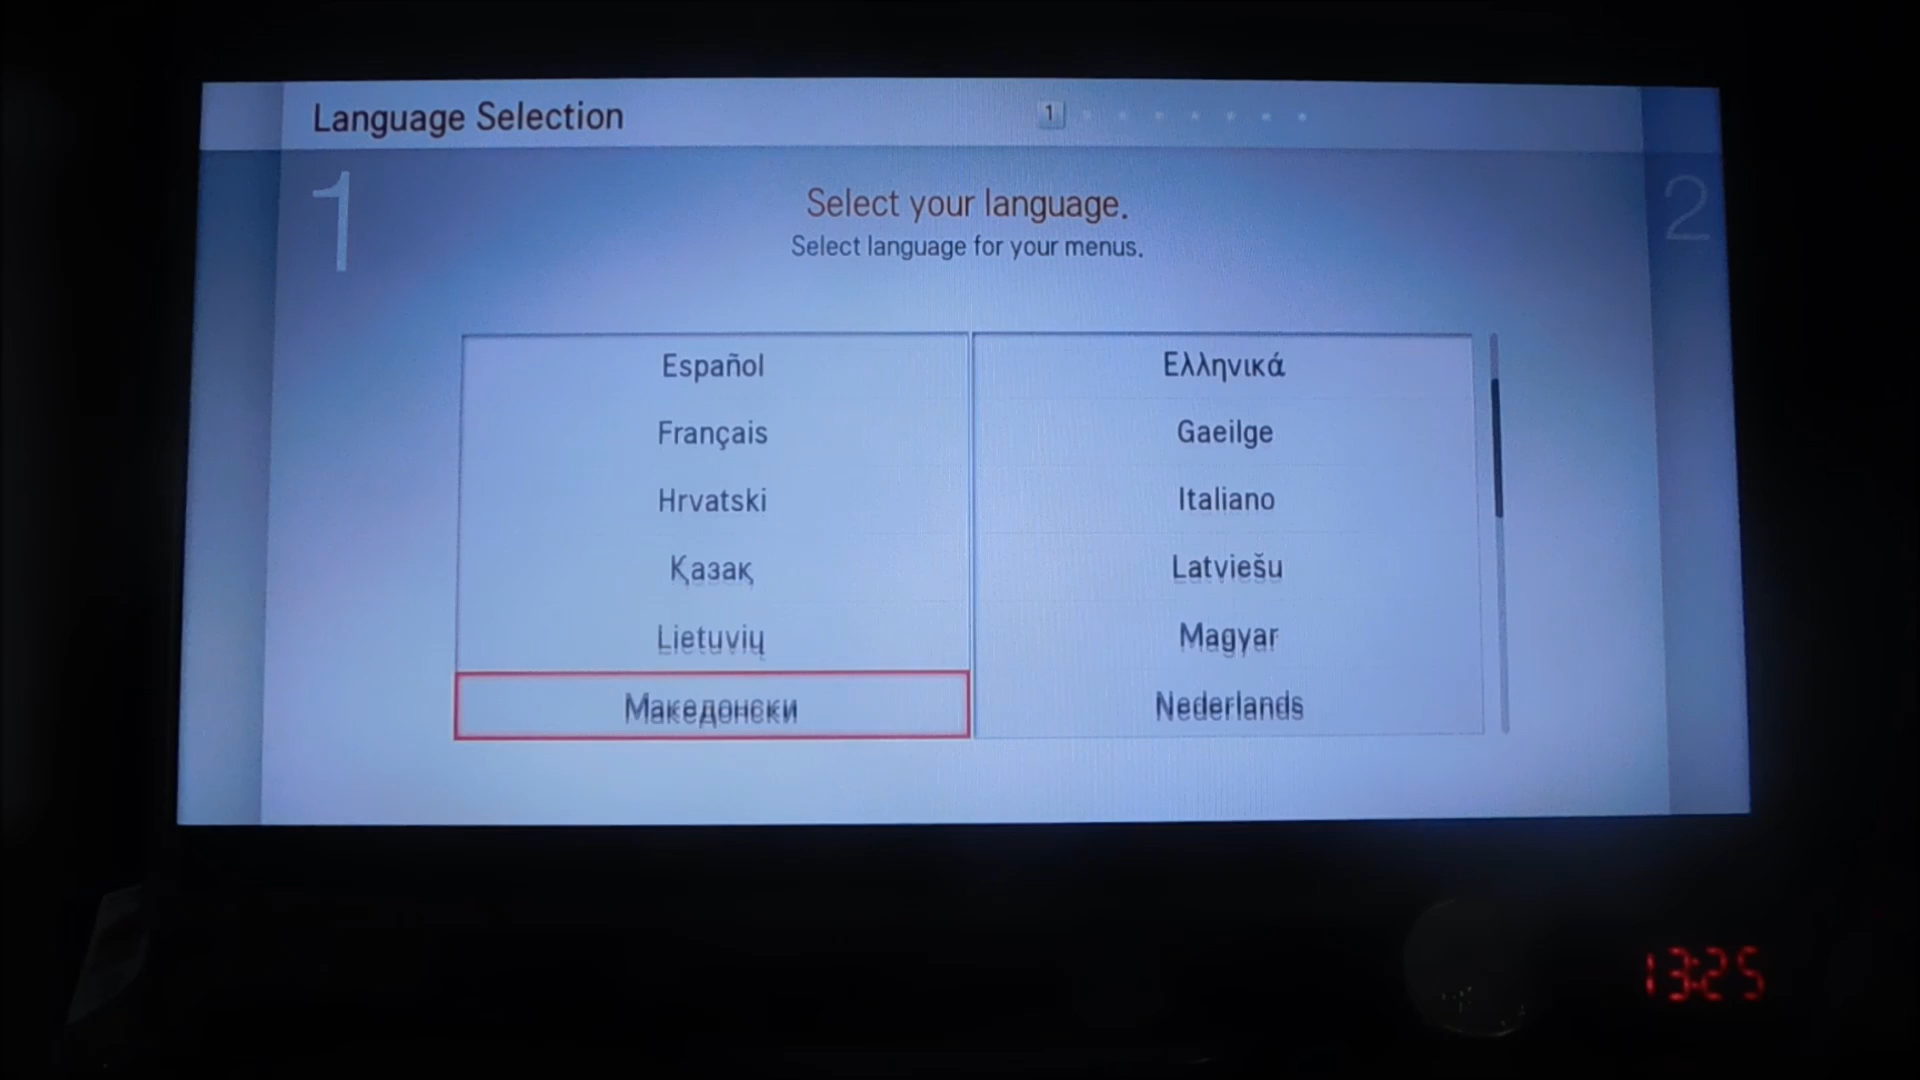 Language Selection
1
1
2
Select your language.
Select language for your menus.
Español
Ελληνικά
Français
Gaeilge
Hrvatski
Italiano
Қазақ
Latviešu
Lietuvių
Magyar
Македонски
Nederlands
13:25